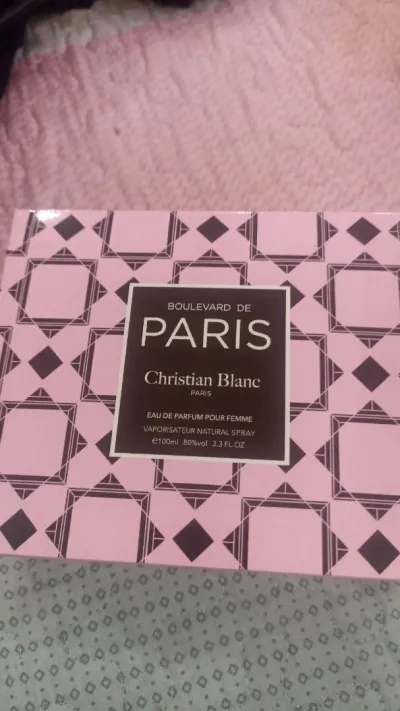 BOULEVARD DE
PARIS
Christian Blanc
PARIS
EAU DE PARFUM POUR FEMME
VAPORISATEUR NATURAL SPRAY
℮100ml 80%vol 3.3 FL.OZ